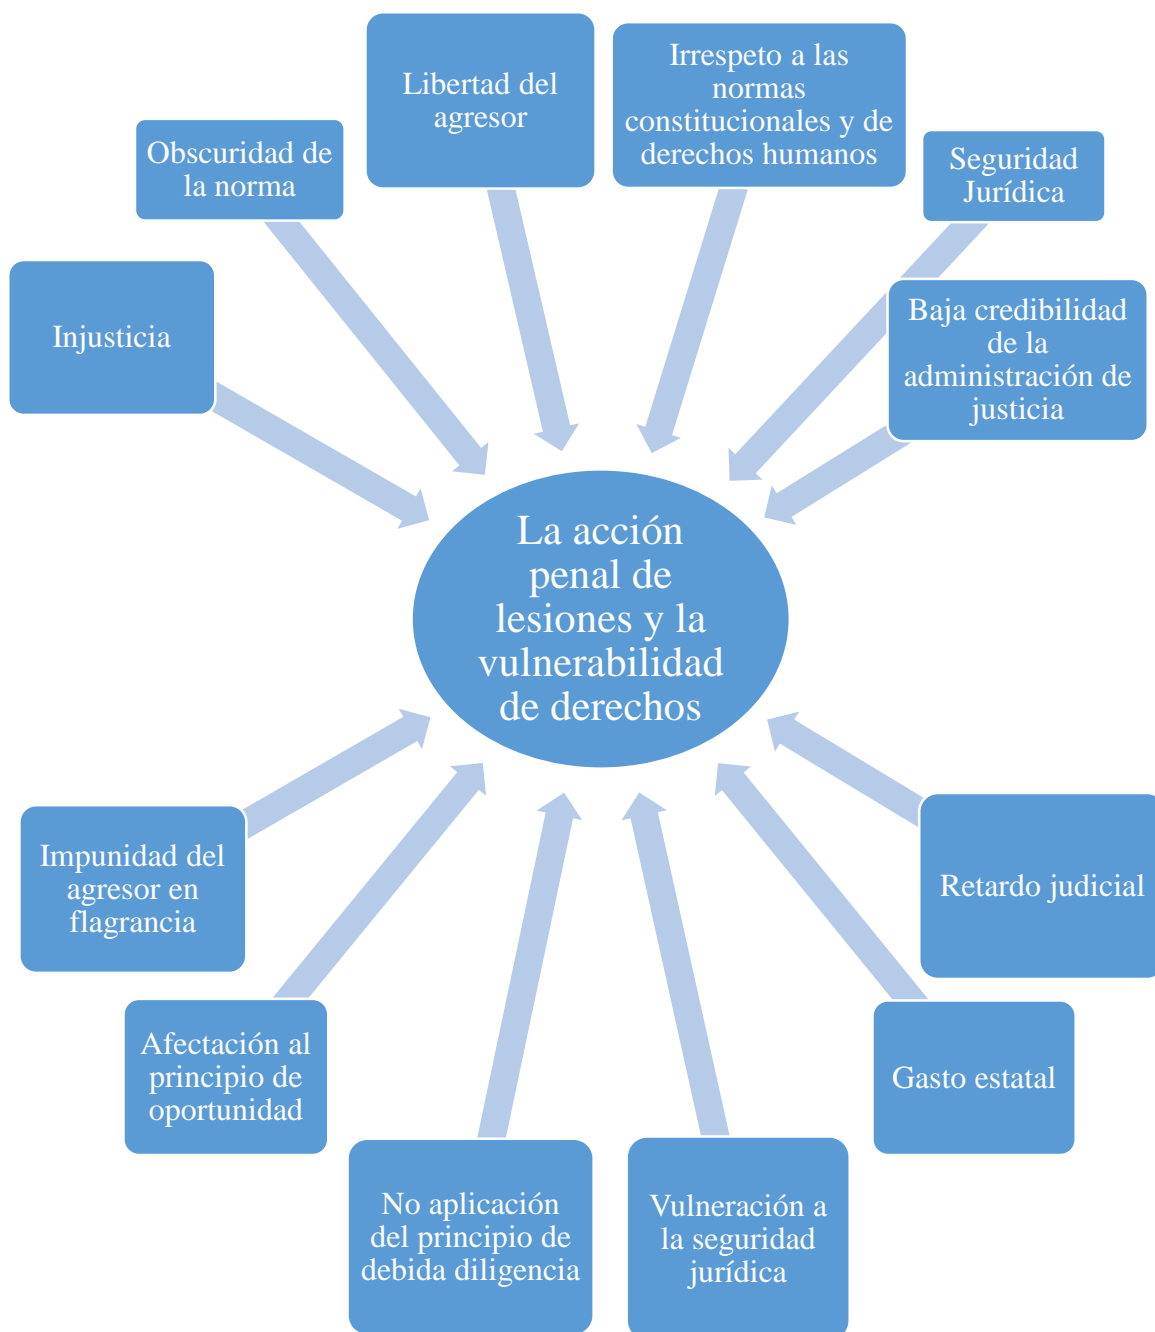 Libertad del
agresor
Irrespeto a las
normas
constitucionales y de
derechos humanos
Obscuridad de
la norma
Seguridad
Jurídica
Injusticia
Baja credibilidad
de la
administración de
justicia
La acción
penal de
lesiones y la
vulnerabilidad
de derechos
Impunidad del
agresor en
flagrancia
Retardo judicial
Afectación al
principio de
oportunidad
Gasto estatal
No aplicación
del principio de
debida diligencia
Vulneración a
la seguridad
jurídica